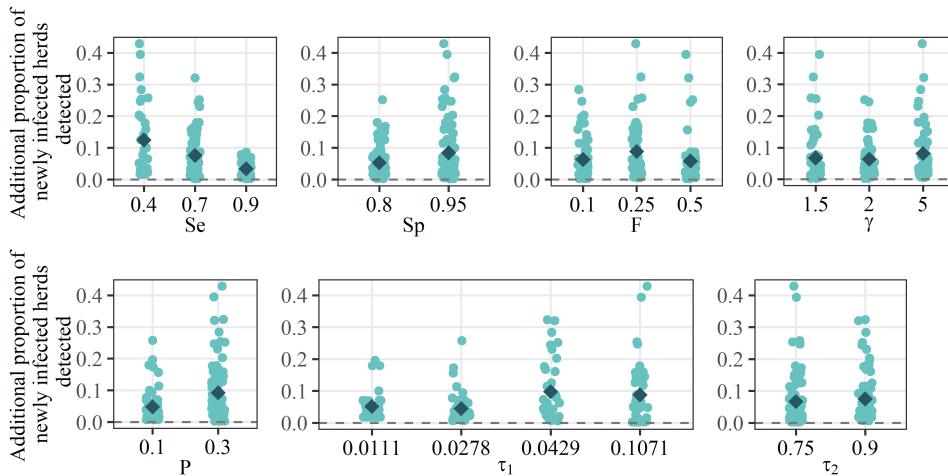 Additional proportion of
newly infected herds
detected
0.4
0.3
0.2
0.1
0.0
0.4 0.7 0.9
Se
0.4
0.3
0.2
0.1
0.0
0.8 0.95
Sp
0.4
0.3
0.2
0.1
0.0
0.1 0.25 0.5
F
0.4
0.3
0.2
0.1
0.0
1.5 2 5
γ
Additional proportion of
newly infected herds
detected
0.4
0.3
0.2
0.1
0.0
0.1 0.3
P
0.4
0.3
0.2
0.1
0.0
0.0111 0.0278 0.0429 0.1071
τ1
0.4
0.3
0.2
0.1
0.0
0.75 0.9
τ2